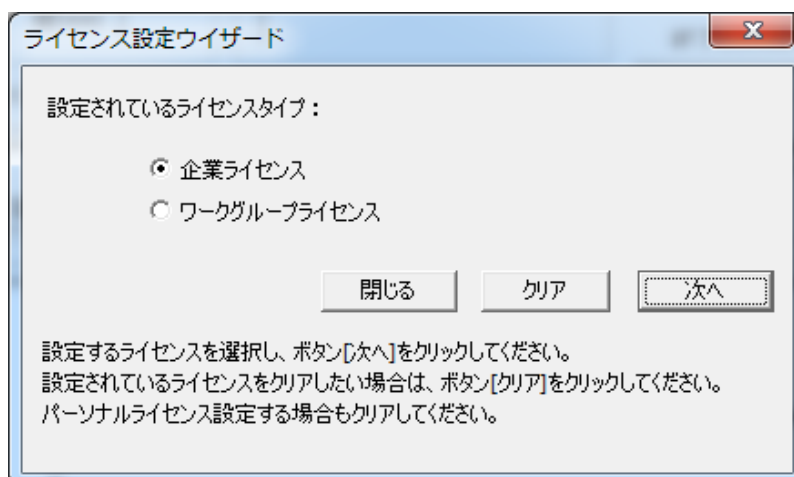 ライセンス設定ウイザード
設定されているライセンスタイプ：
企業ライセンス
ワークグループライセンス
閉じる クリア 次へ
設定するライセンスを選択し、ボタン[次へ]をクリックしてください。
設定されているライセンスをクリアしたい場合は、ボタン[クリア]をクリックしてください。
パーソナルライセンス設定する場合もクリアしてください。